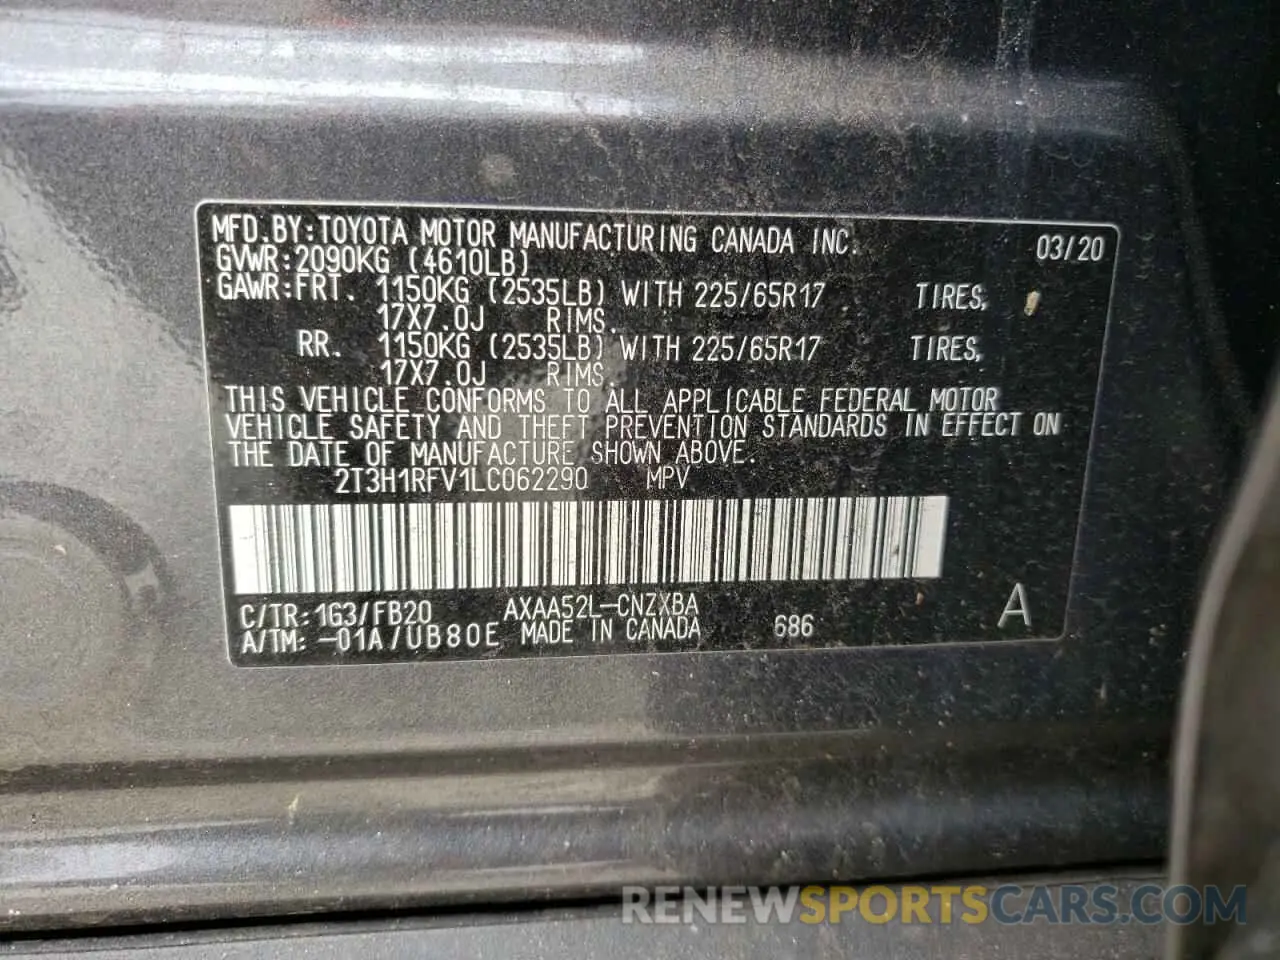 MFD.BY:TOYOTA MOTOR MANUFACTURING CANADA INC. 03/20
GVWR:2090KG (4610LB)
GAWR:FRT. 1150KG (2535LB) WITH 225/65R17 TIRES,
17X7.0J RIMS.
RR. 1150KG (2535LB) WITH 225/65R17 TIRES,
17X7.0J RIMS.
THIS VEHICLE CONFORMS TO ALL APPLICABLE FEDERAL MOTOR
VEHICLE SAFETY AND THEFT PREVENTION STANDARDS IN EFFECT ON
THE DATE OF MANUFACTURE SHOWN ABOVE.
2T3H1RFV1LC062290 MPV
C/TR:1G3/FB20 AXAA52L-CNZXBA
A/TM:-01A/UB80E MADE IN CANADA 686 A
RENEWSPORTSCARS.COM